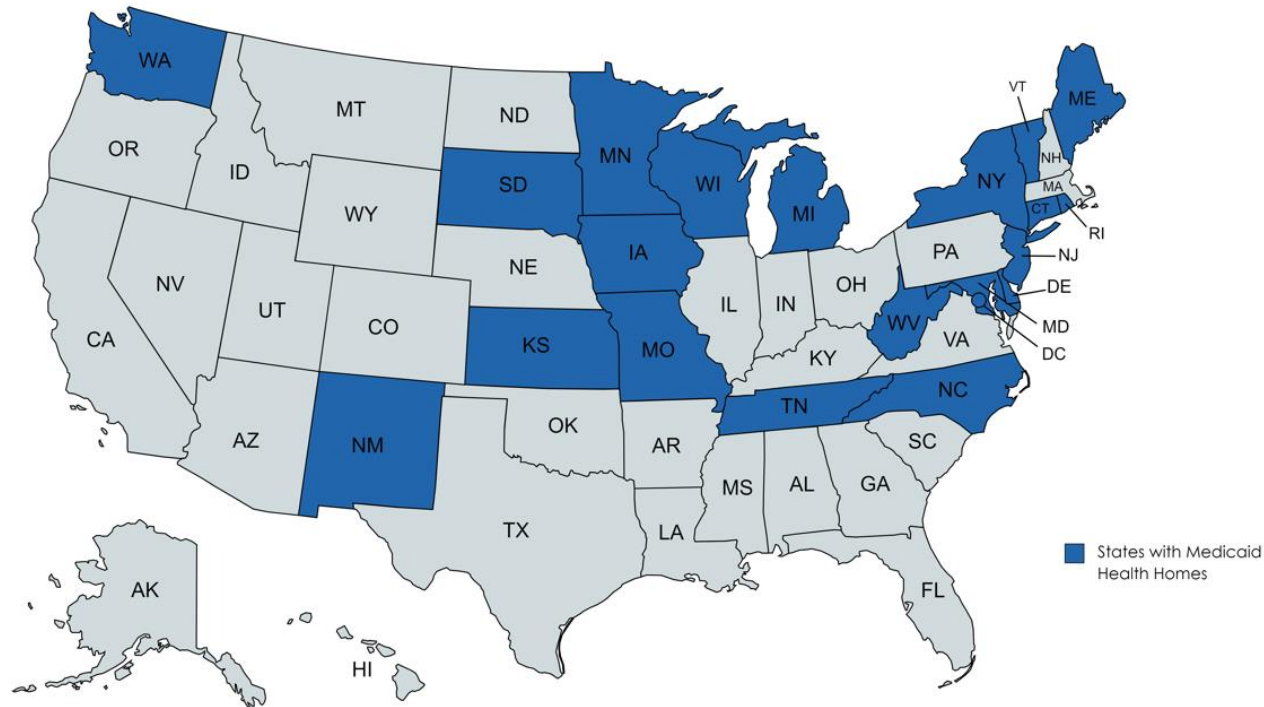 WA
MT
ND
MN
VT
ME
OR
ID
SD
WI
NY
NH
MA
WY
MI
CT
RI
IA
PA
NJ
NV
NE
IL
IN
OH
DE
UT
CO
WV
MD
CA
KS
MO
KY
VA
DC
NC
TN
AZ
NM
OK
AR
SC
MS
AL
GA
TX
LA
States with Medicaid
Health Homes
AK
FL
HI